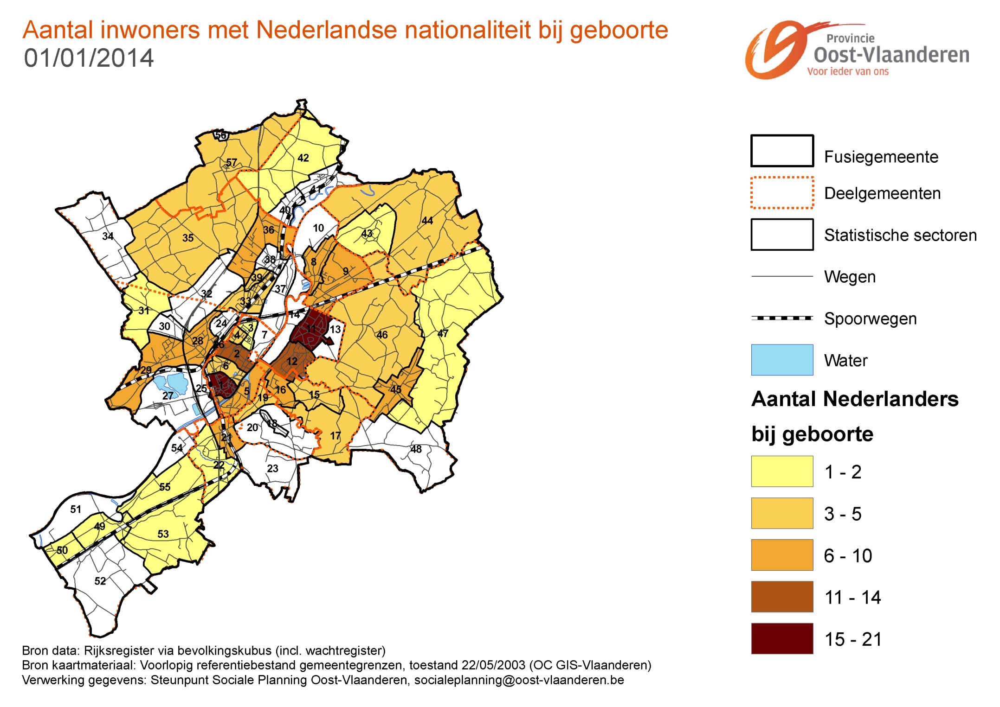 Aantal inwoners met Nederlandse nationaliteit bij geboorte
01/01/2014
Provincie
Oost-Vlaanderen
Voor ieder van ons
56
42
57
41
40
44
34
35
36
10
43
38
8
9
39
37
32
33
31
14
30
24
3
11
13
46
47
28
4
7
26
2
12
6
29
1
25
5
16
45
27
19
15
18
20
17
21
54
48
22
23
55
51
49
53
50
52
Fusiegemeente
Deelgemeenten
Statistische sectoren
Wegen
Spoorwegen
Water
Aantal Nederlanders
bij geboorte
1 - 2
3 - 5
6 - 10
11 - 14
15 - 21
Bron data: Rijksregister via bevolkingskubus (incl. wachtregister)
Bron kaartmateriaal: Voorlopig referentiebestand gemeentegrenzen, toestand 22/05/2003 (OC GIS-Vlaanderen)
Verwerking gegevens: Steunpunt Sociale Planning Oost-Vlaanderen, socialeplanning@oost-vlaanderen.be